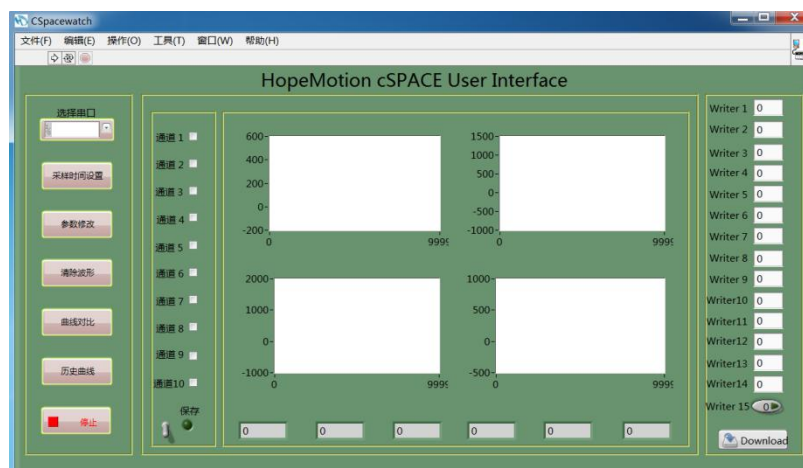 CSpacewatch
文件(F) 编辑(E) 操作(O) 工具(T) 窗口(W) 帮助(H)
HopeMotion cSPACE User Interface
选择串口
采样时间设置
参数修改
清除波形
曲线对比
历史曲线
停止
通道 1
通道 2
通道 3
通道 4
通道 5
通道 6
通道 7
通道 8
通道 9
通道10
保存
600
400
200
0
-200
0 9999
1500
1000
500
0
-500
-1000
0 9999
2000
1000
0
-1000
0 9999
1000
500
0
-500
0 9999
0 0 0 0 0 0
Writer 1 0
Writer 2 0
Writer 3 0
Writer 4 0
Writer 5 0
Writer 6 0
Writer 7 0
Writer 8 0
Writer 9 0
Writer10 0
Writer11 0
Writer12 0
Writer13 0
Writer14 0
Writer 15 0
Download